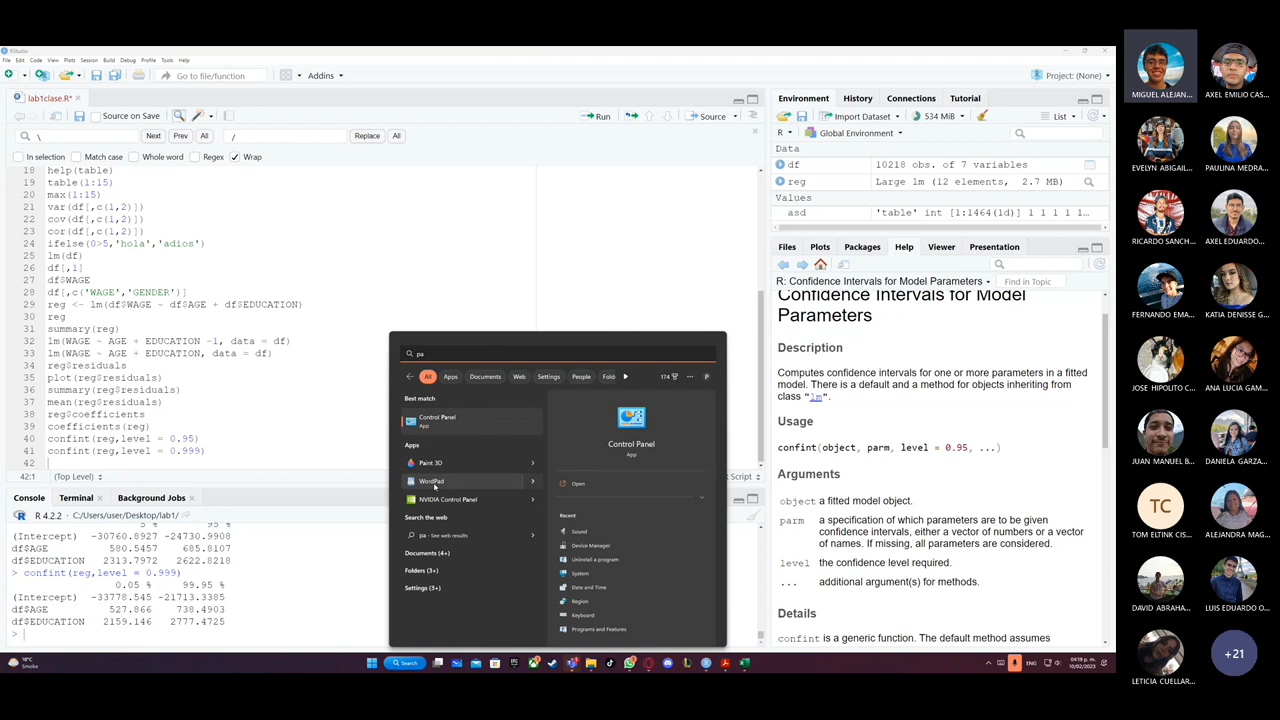 RStudio
File Edit Code View Plots Session Build Debug Profile Tools Help
Go to file/function
Addins
Project: (None)
lab1clase.R*
Source on Save
Run
Source
\
Next
Prev
All
/
Replace
All
In selection
Match case
Whole word
Regex
Wrap
18 help(table)
19 table(1:15)
20 max(1:15)
21 var(df[,c(1,2)])
22 cov(df[,c(1,2)])
23 cor(df[,c(1,2)])
24 ifelse(0>5,'hola','adios')
25 lm(df)
26 df[,1]
27 df$WAGE
28 df[,c('WAGE','GENDER')]
29 reg <- lm(df$WAGE ~ df$AGE + df$EDUCATION)
30 reg
31 summary(reg)
32 lm(WAGE ~ AGE + EDUCATION -1, data = df)
33 lm(WAGE ~ AGE + EDUCATION, data = df)
34 reg$residuals
35 plot(reg$residuals)
36 summary(reg$residuals)
37 mean(reg$residuals)
38 reg$coefficients
39 coefficients(reg)
40 confint(reg,level = 0.95)
41 confint(reg,level = 0.999)
42
42:1
(Top Level)
Script
Console
Terminal
Background Jobs
R 4.2.2 · C:/Users/user/Desktop/lab1/
5 % 95 %
(Intercept) -30760.8927 -24730.9908
df$AGE 580.5457 685.8107
df$EDUCATION 2313.7972 2622.8218
> confint(reg,level = 0.999)
0.05 % 99.95 %
(Intercept) -33778.545 -21713.3385
df$AGE 527.866 738.4903
df$EDUCATION 2159.146 2777.4725
>
pa
All
Apps
Documents
Web
Settings
People
Fold
174
P
Best match
Control Panel
App
Apps
Paint 3D
WordPad
NVIDIA Control Panel
Search the web
pa - See web results
Documents (4+)
Folders (3+)
Settings (3+)
Control Panel
App
Open
Recent
Sound
Device Manager
Uninstall a program
System
Date and Time
Region
Keyboard
Programs and Features
Environment
History
Connections
Tutorial
Import Dataset
534 MiB
List
R
Global Environment
Data
df 10218 obs. of 7 variables
reg Large lm (12 elements, 2.7 MB)
Values
asd 'table' int [1:1464(1d)] 1 1 1 1 1…
Files
Plots
Packages
Help
Viewer
Presentation
R: Confidence Intervals for Model Parameters
Find in Topic
Confidence Intervals for Model
Parameters
Description
Computes confidence intervals for one or more parameters in a fitted
model. There is a default and a method for objects inheriting from
class "lm".
Usage
confint(object, parm, level = 0.95, ...)
Arguments
object a fitted model object.
parm a specification of which parameters are to be given
confidence intervals, either a vector of numbers or a vector
of names. If missing, all parameters are considered.
level the confidence level required.
... additional argument(s) for methods.
Details
confint is a generic function. The default method assumes
18°C
Smoke
Search
ENG
04:19 p. m.
10/02/2023
MIGUEL ALEJAN...
AXEL EMILIO CAS...
EVELYN ABIGAIL...
PAULINA MEDRA...
RICARDO SANCH...
AXEL EDUARDO...
FERNANDO EMA...
KATIA DENISSE G...
JOSE HIPOLITO C...
ANA LUCIA GAM...
JUAN MANUEL B...
DANIELA GARZA...
TC
TOM ELTINK CIS...
ALEJANDRA MAG...
DAVID ABRAHA...
LUIS EDUARDO O...
LETICIA CUELLAR...
+21